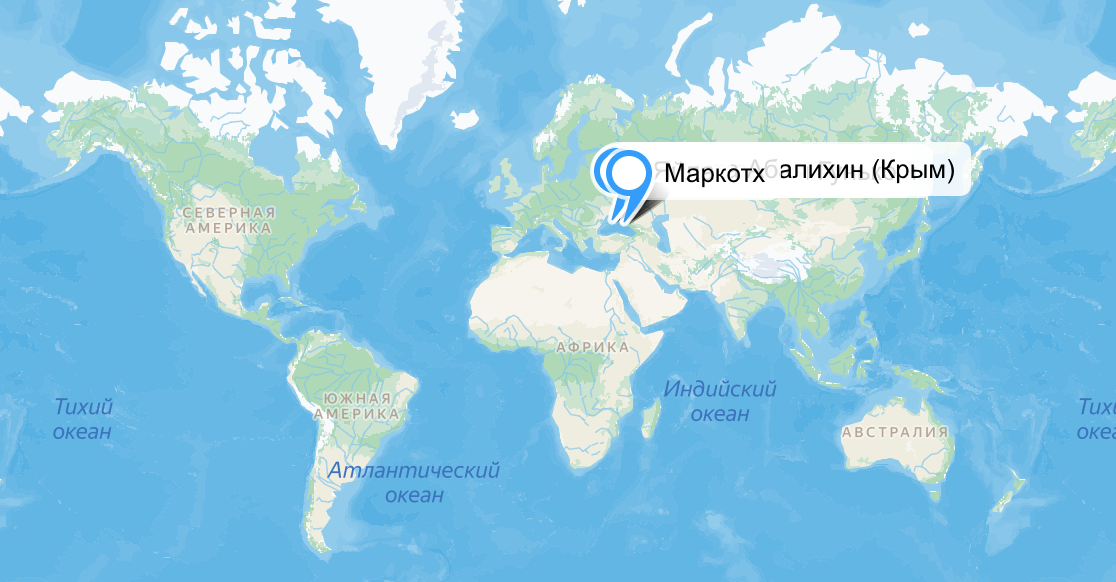 Маркотх
алихин (Крым)
СЕВЕРНАЯ
АМЕРИКА
АФРИКА
Индийский
океан
ЮЖНАЯ
АМЕРИКА
Тихий
океан
Тихи
океа
АВСТРАЛИЯ
Атлантический
океан